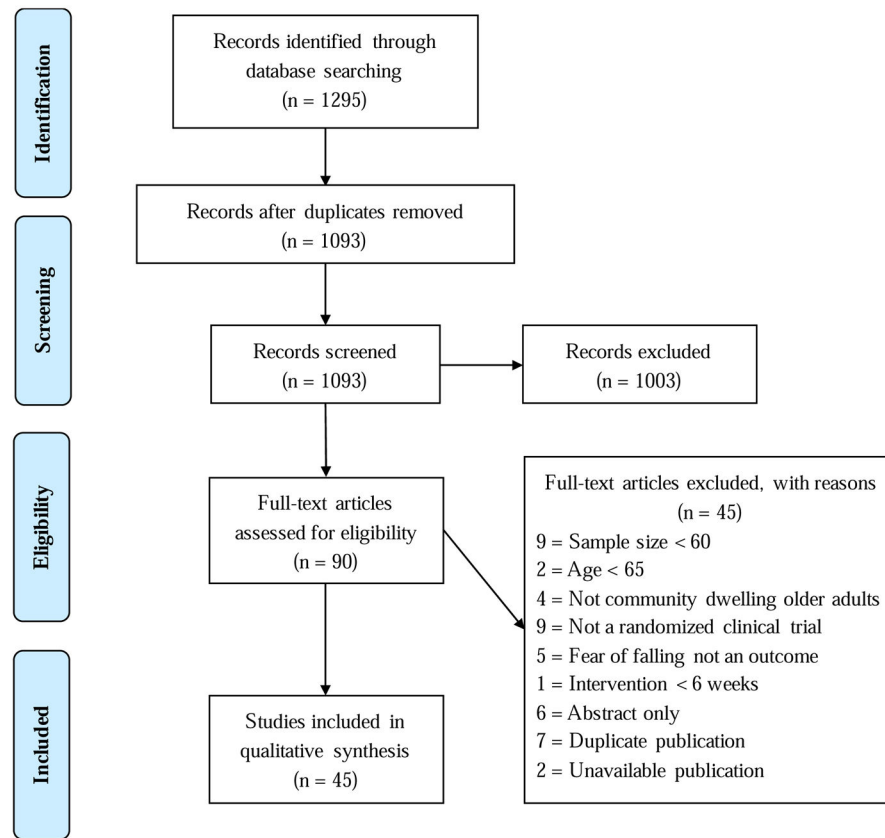 Identification
Records identified through
database searching
(n = 1295)
Records after duplicates removed
(n = 1093)
Screening
Records screened
(n = 1093)
Records excluded
(n = 1003)
Eligibility
Full-text articles
assessed for eligibility
(n = 90)
Full-text articles excluded, with reasons
(n = 45)
9 = Sample size < 60
2 = Age < 65
4 = Not community dwelling older adults
9 = Not a randomized clinical trial
5 = Fear of falling not an outcome
1 = Intervention < 6 weeks
6 = Abstract only
7 = Duplicate publication
2 = Unavailable publication
Included
Studies included in
qualitative synthesis
(n = 45)